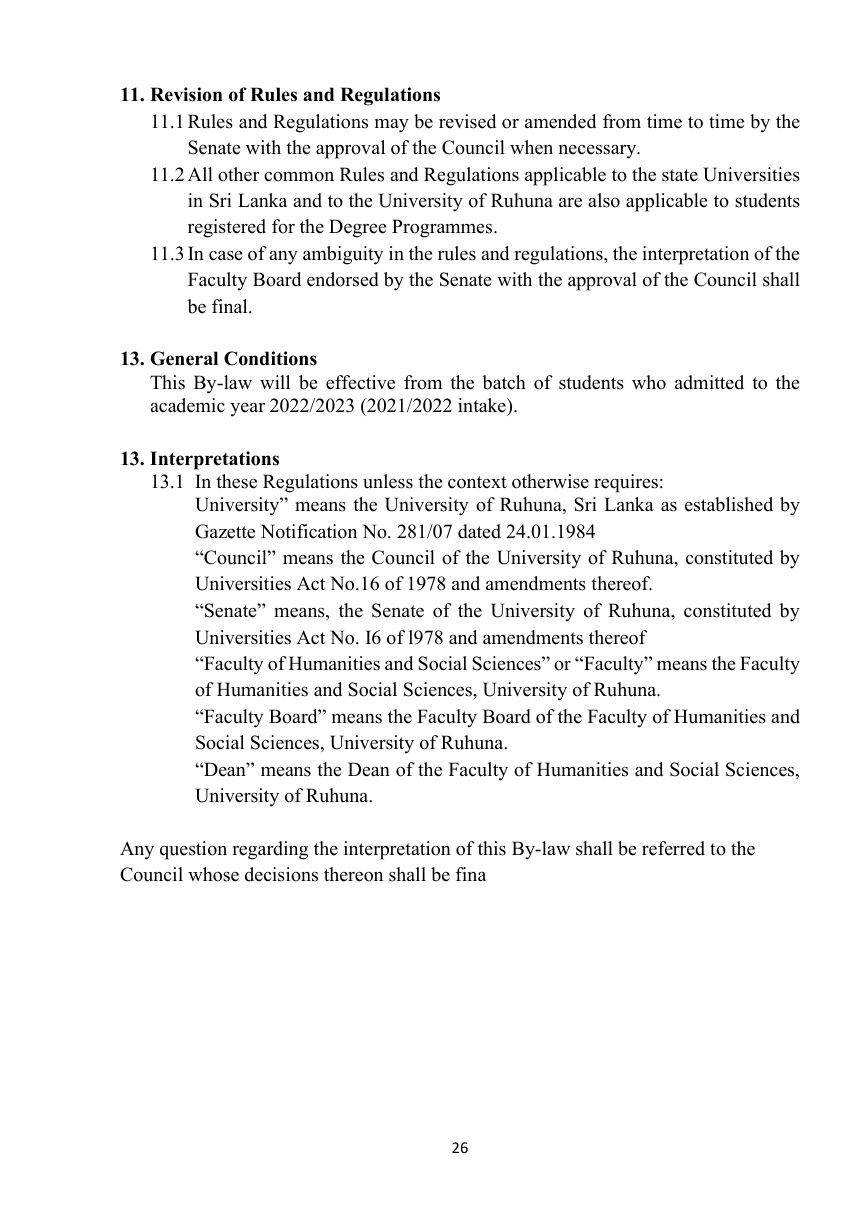 11. Revision of Rules and Regulations
11.1 Rules and Regulations may be revised or amended from time to time by the
Senate with the approval of the Council when necessary.
11.2 All other common Rules and Regulations applicable to the state Universities
in Sri Lanka and to the University of Ruhuna are also applicable to students
registered for the Degree Programmes.
11.3 In case of any ambiguity in the rules and regulations, the interpretation of the
Faculty Board endorsed by the Senate with the approval of the Council shall
be final.
13. General Conditions
This By-law will be effective from the batch of students who admitted to the
academic year 2022/2023 (2021/2022 intake).
13. Interpretations
13.1 In these Regulations unless the context otherwise requires:
University” means the University of Ruhuna, Sri Lanka as established by
Gazette Notification No. 281/07 dated 24.01.1984
“Council” means the Council of the University of Ruhuna, constituted by
Universities Act No.16 of 1978 and amendments thereof.
“Senate” means, the Senate of the University of Ruhuna, constituted by
Universities Act No. I6 of l978 and amendments thereof
“Faculty of Humanities and Social Sciences” or “Faculty” means the Faculty
of Humanities and Social Sciences, University of Ruhuna.
“Faculty Board” means the Faculty Board of the Faculty of Humanities and
Social Sciences, University of Ruhuna.
“Dean” means the Dean of the Faculty of Humanities and Social Sciences,
University of Ruhuna.
Any question regarding the interpretation of this By-law shall be referred to the
Council whose decisions thereon shall be fina
26